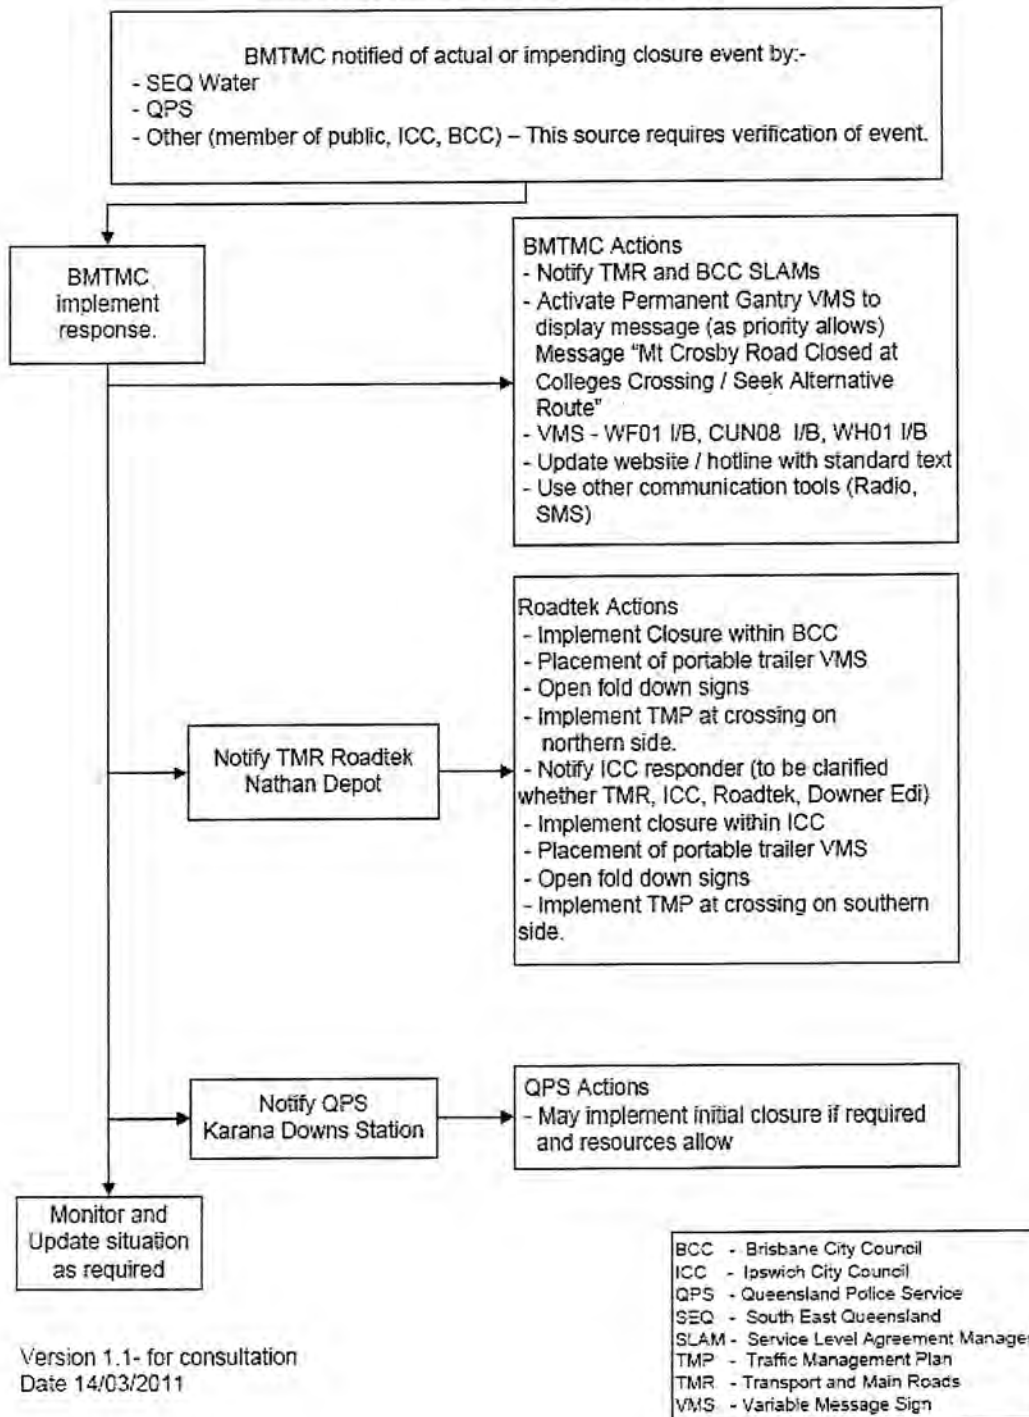 BMTMC notified of actual or impending closure event by:-
- SEQ Water
- QPS
- Other (member of public, ICC, BCC) – This source requires verification of event.
BMTMC
implement
response.
BMTMC Actions
- Notify TMR and BCC SLAMs
- Activate Permanent Gantry VMS to
display message (as priority allows)
Message "Mt Crosby Road Closed at
Colleges Crossing / Seek Alternative
Route"
- VMS - WF01 I/B, CUN08 I/B, WH01 I/B
- Update website / hotline with standard text
- Use other communication tools (Radio,
SMS)
Notify TMR Roadtek
Nathan Depot
Roadtek Actions
- Implement Closure within BCC
- Placement of portable trailer VMS
- Open fold down signs
- Implement TMP at crossing on
northern side.
- Notify ICC responder (to be clarified
whether TMR, ICC, Roadtek, Downer Edi)
- Implement closure within ICC
- Placement of portable trailer VMS
- Open fold down signs
- Implement TMP at crossing on southern
side.
Notify QPS
Karana Downs Station
QPS Actions
- May implement initial closure if required
and resources allow
Monitor and
Update situation
as required
BCC - Brisbane City Council
ICC - Ipswich City Council
QPS - Queensland Police Service
SEQ - South East Queensland
SLAM - Service Level Agreement Manager
TMP - Traffic Management Plan
TMR - Transport and Main Roads
VMS - Variable Message Sign
Version 1.1- for consultation
Date 14/03/2011